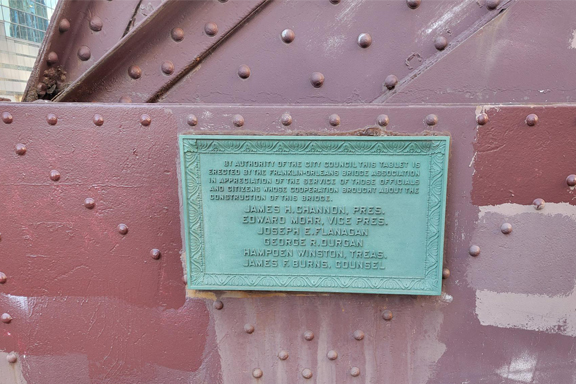 BY AUTHORITY OF THE CITY COUNCIL THIS TABLET IS
ERECTED BY THE FRANKLIN-ORLEANS BRIDGE ASSOCIATION
IN APPRECIATION OF THE SERVICE OF THOSE OFFICIALS
AND CITIZENS WHOSE COOPERATION BROUGHT ABOUT THE
CONSTRUCTION OF THIS BRIDGE.
JAMES H. CHANNON, PRES.
EDWARD MOHR, VICE PRES.
JOSEPH E. FLANAGAN
GEORGE R. DURGAN
HAMPDEN WINSTON, TREAS.
JAMES F. BURNS, COUNSEL